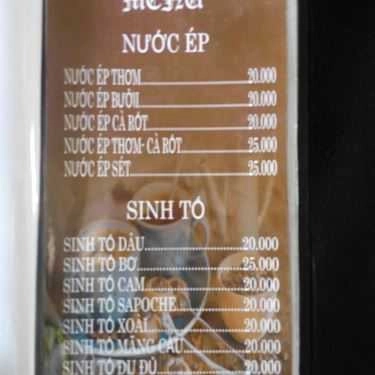 MENU
NƯỚC ÉP
NƯỚC ÉP THƠM 20.000
NƯỚC ÉP BƯỞI 20.000
NƯỚC ÉP CÀ RỐT 20.000
NƯỚC ÉP THƠM- CÀ RỐT 25.000
NƯỚC ÉP SÉT 25.000
SINH TỐ
SINH TỐ DÂU 20.000
SINH TỐ BƠ 25.000
SINH TỐ CAM 20.000
SINH TỐ SAPOCHE 20.000
SINH TỐ XOÀI 20.000
SINH TỐ MÃNG CẦU 20.000
SINH TỐ ĐU ĐỦ 20.000